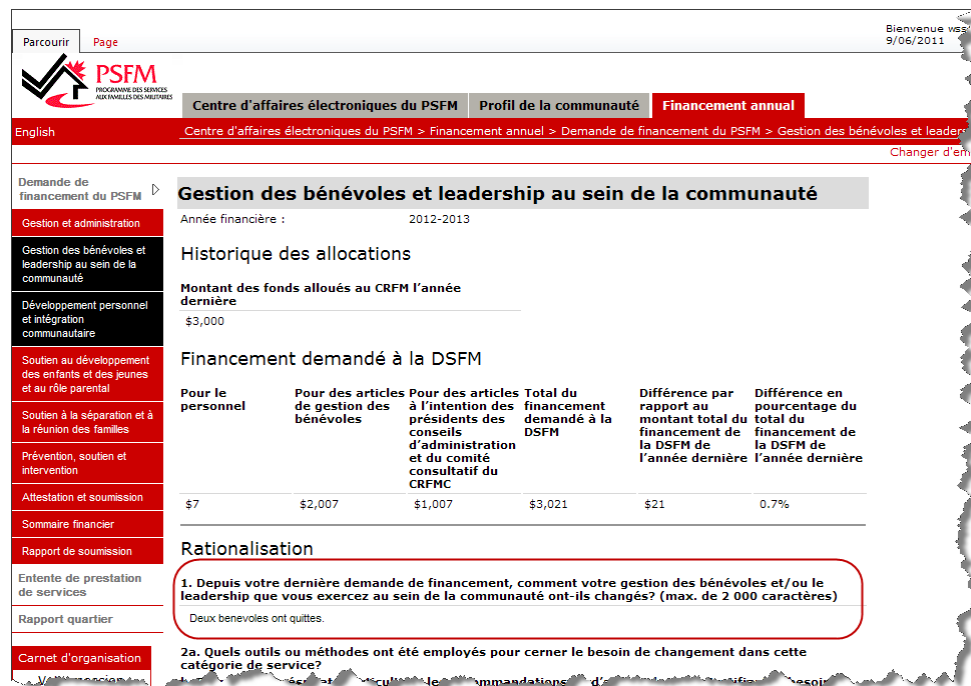 Bienvenue
9/06/2011
Parcourir Page
PSFM
PROGRAMME DES SERVICES
AUX FAMILLES DES MILITAIRES
Centre d'affaires électroniques du PSFM Profil de la communauté Financement annual
English Centre d'affaires électroniques du PSFM > Financement annuel > Demande de financement du PSFM > Gestion des bénévoles et
Changer
Demande de
financement du PSFM
Gestion et administration
Gestion des bénévoles et
leadership au sein de la
communauté
Développement personnel
et intégration
communautaire
Soutien au développement
des enfants et des jeunes
et au rôle parental
Soutien à la séparation et à
la réunion des familles
Prévention, soutien et
intervention
Attestation et soumission
Sommaire financier
Rapport de soumission
Entente de prestation
de services
Rapport quartier
Carnet d'organisation
Gestion des bénévoles et leadership au sein de la communauté
Année financière : 2012-2013
Historique des allocations
Montant des fonds alloués au CRFM l'année
dernière
$3,000
Financement demandé à la DSFM
Pour le
personnel
Pour des articles
de gestion des
bénévoles
Pour des articles
à l'intention des
présidents des
conseils
d'administration
et du comité
consultatif du
CRFMC
Total du
financement
demandé à la
DSFM
Différence par
rapport au
montant total du
financement de
la DSFM de
l'année dernière
Différence en
pourcentage du
total du
financement de
la DSFM de
l'année dernière
$7 $2,007 $1,007 $3,021 $21 0.7%
Rationalisation
1. Depuis votre dernière demande de financement, comment votre gestion des bénévoles et/ou le
leadership que vous exercez au sein de la communauté ont-ils changés? (max. de 2 000 caractères)
Deux benevoles ont quittes.
2a. Quels outils ou méthodes ont été employés pour cerner le besoin de changement dans cette
catégorie de service?